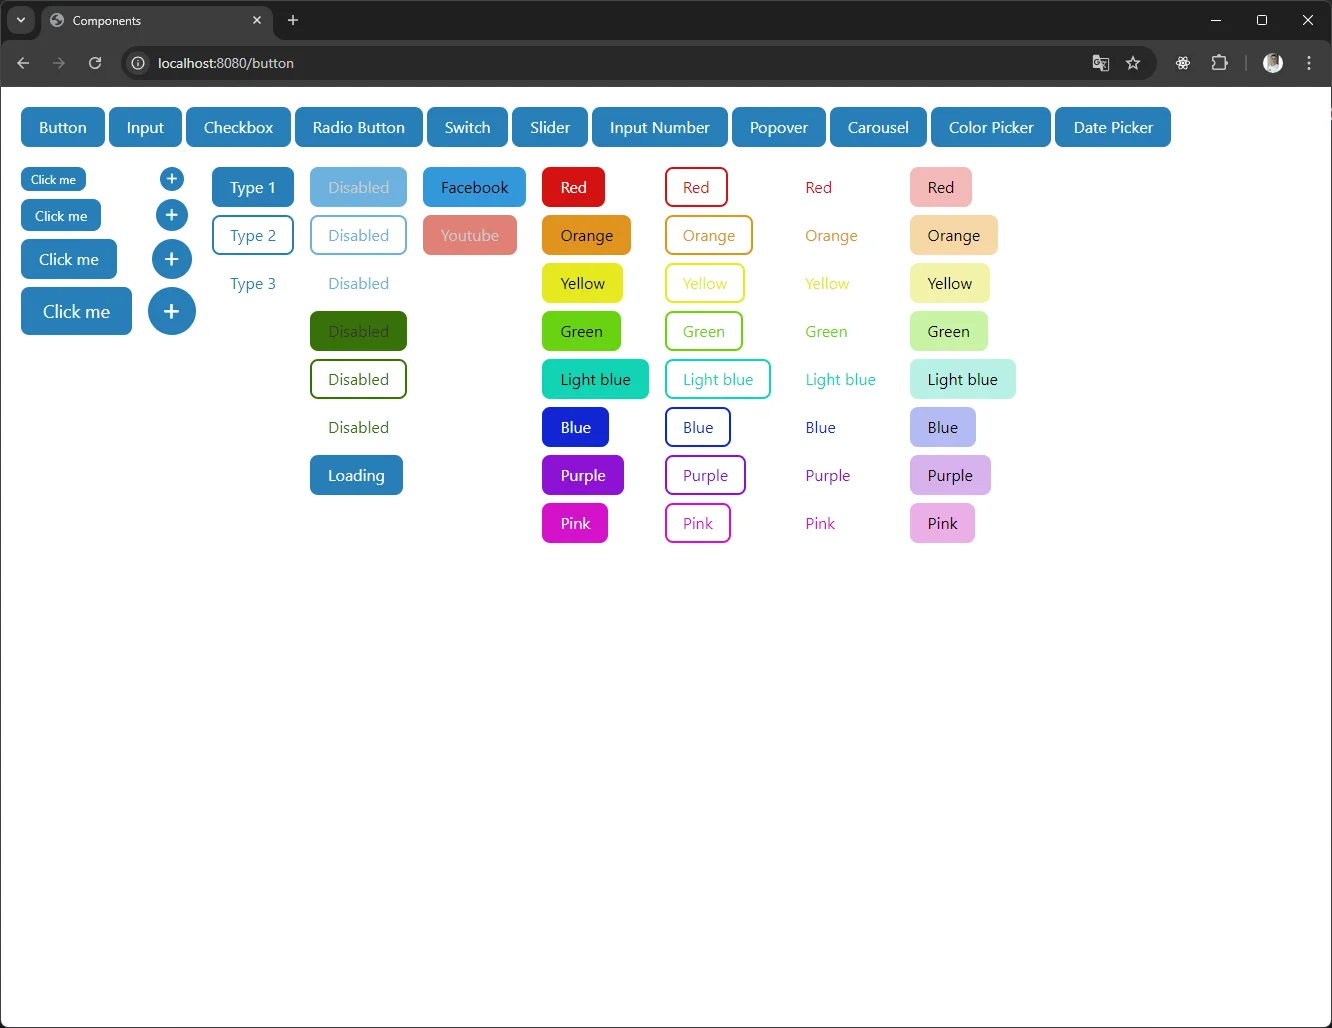 Components
localhost:8080/button
Button Input Checkbox Radio Button Switch Slider Input Number Popover Carousel Color Picker Date Picker
Click me + Type 1 Disabled Facebook Red Red Red Red
Click me + Type 2 Disabled Youtube Orange Orange Orange Orange
Click me + Type 3 Disabled Yellow Yellow Yellow Yellow
Click me + Disabled Green Green Green Green
Disabled Light blue Light blue Light blue Light blue
Disabled Blue Blue Blue Blue
Loading Purple Purple Purple Purple
Pink Pink Pink Pink